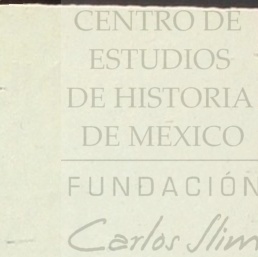 CENTRO DE
ESTUDIOS
DE HISTORIA
DE MÉXICO
FUNDACIÓN
Carlos Slim